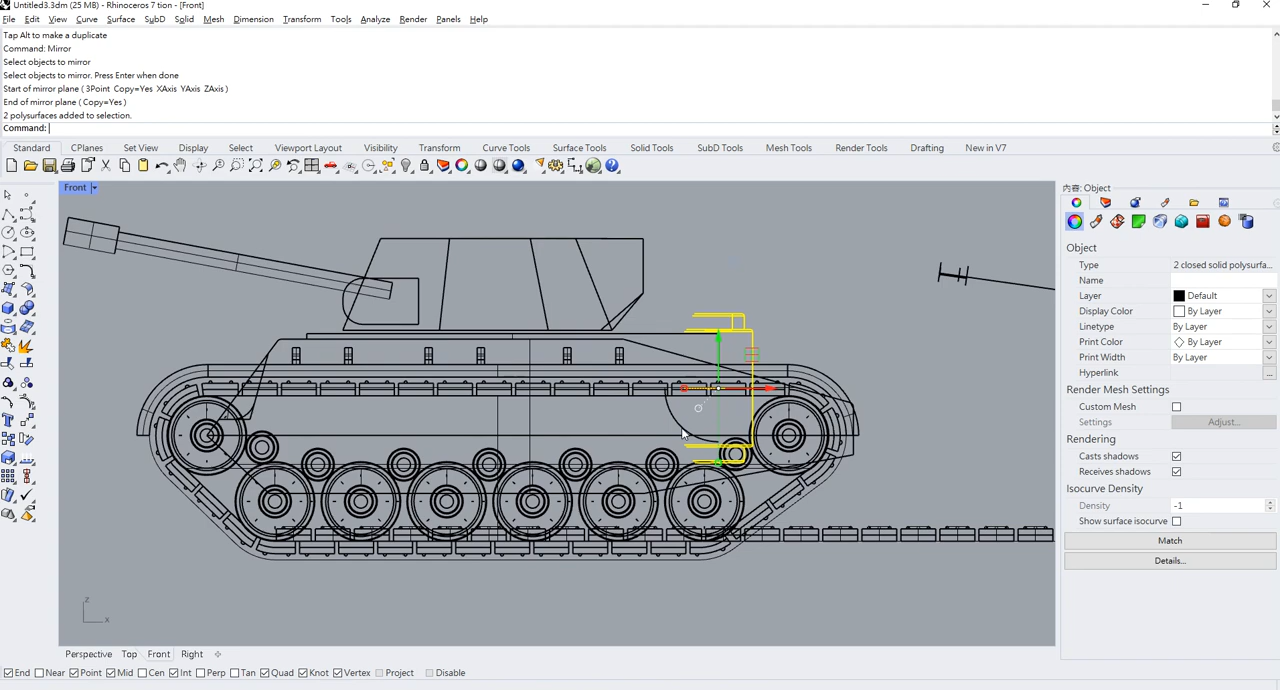 Untitled3.3dm (25 MB) - Rhinoceros 7 tion - [Front]
File Edit View Curve Surface SubD Solid Mesh Dimension Transform Tools Analyze Render Panels Help
Tap Alt to make a duplicate
Command: Mirror
Select objects to mirror
Select objects to mirror. Press Enter when done
Start of mirror plane ( 3Point Copy=Yes XAxis YAxis ZAxis )
End of mirror plane ( Copy=Yes )
2 polysurfaces added to selection.
Command:
Standard CPlanes Set View Display Select Viewport Layout Visibility Transform Curve Tools Surface Tools Solid Tools SubD Tools Mesh Tools Render Tools Drafting New in V7
Front
內容: Object
Object
Type 2 closed solid polysurfa...
Name
Layer Default
Display Color By Layer
Linetype By Layer
Print Color By Layer
Print Width By Layer
Hyperlink ...
Render Mesh Settings
Custom Mesh
Settings Adjust...
Rendering
Casts shadows
Receives shadows
Isocurve Density
Density -1
Show surface isocurve
Match
Details...
z
x
Perspective Top Front Right
End Near Point Mid Cen Int Perp Tan Quad Knot Vertex Project Disable